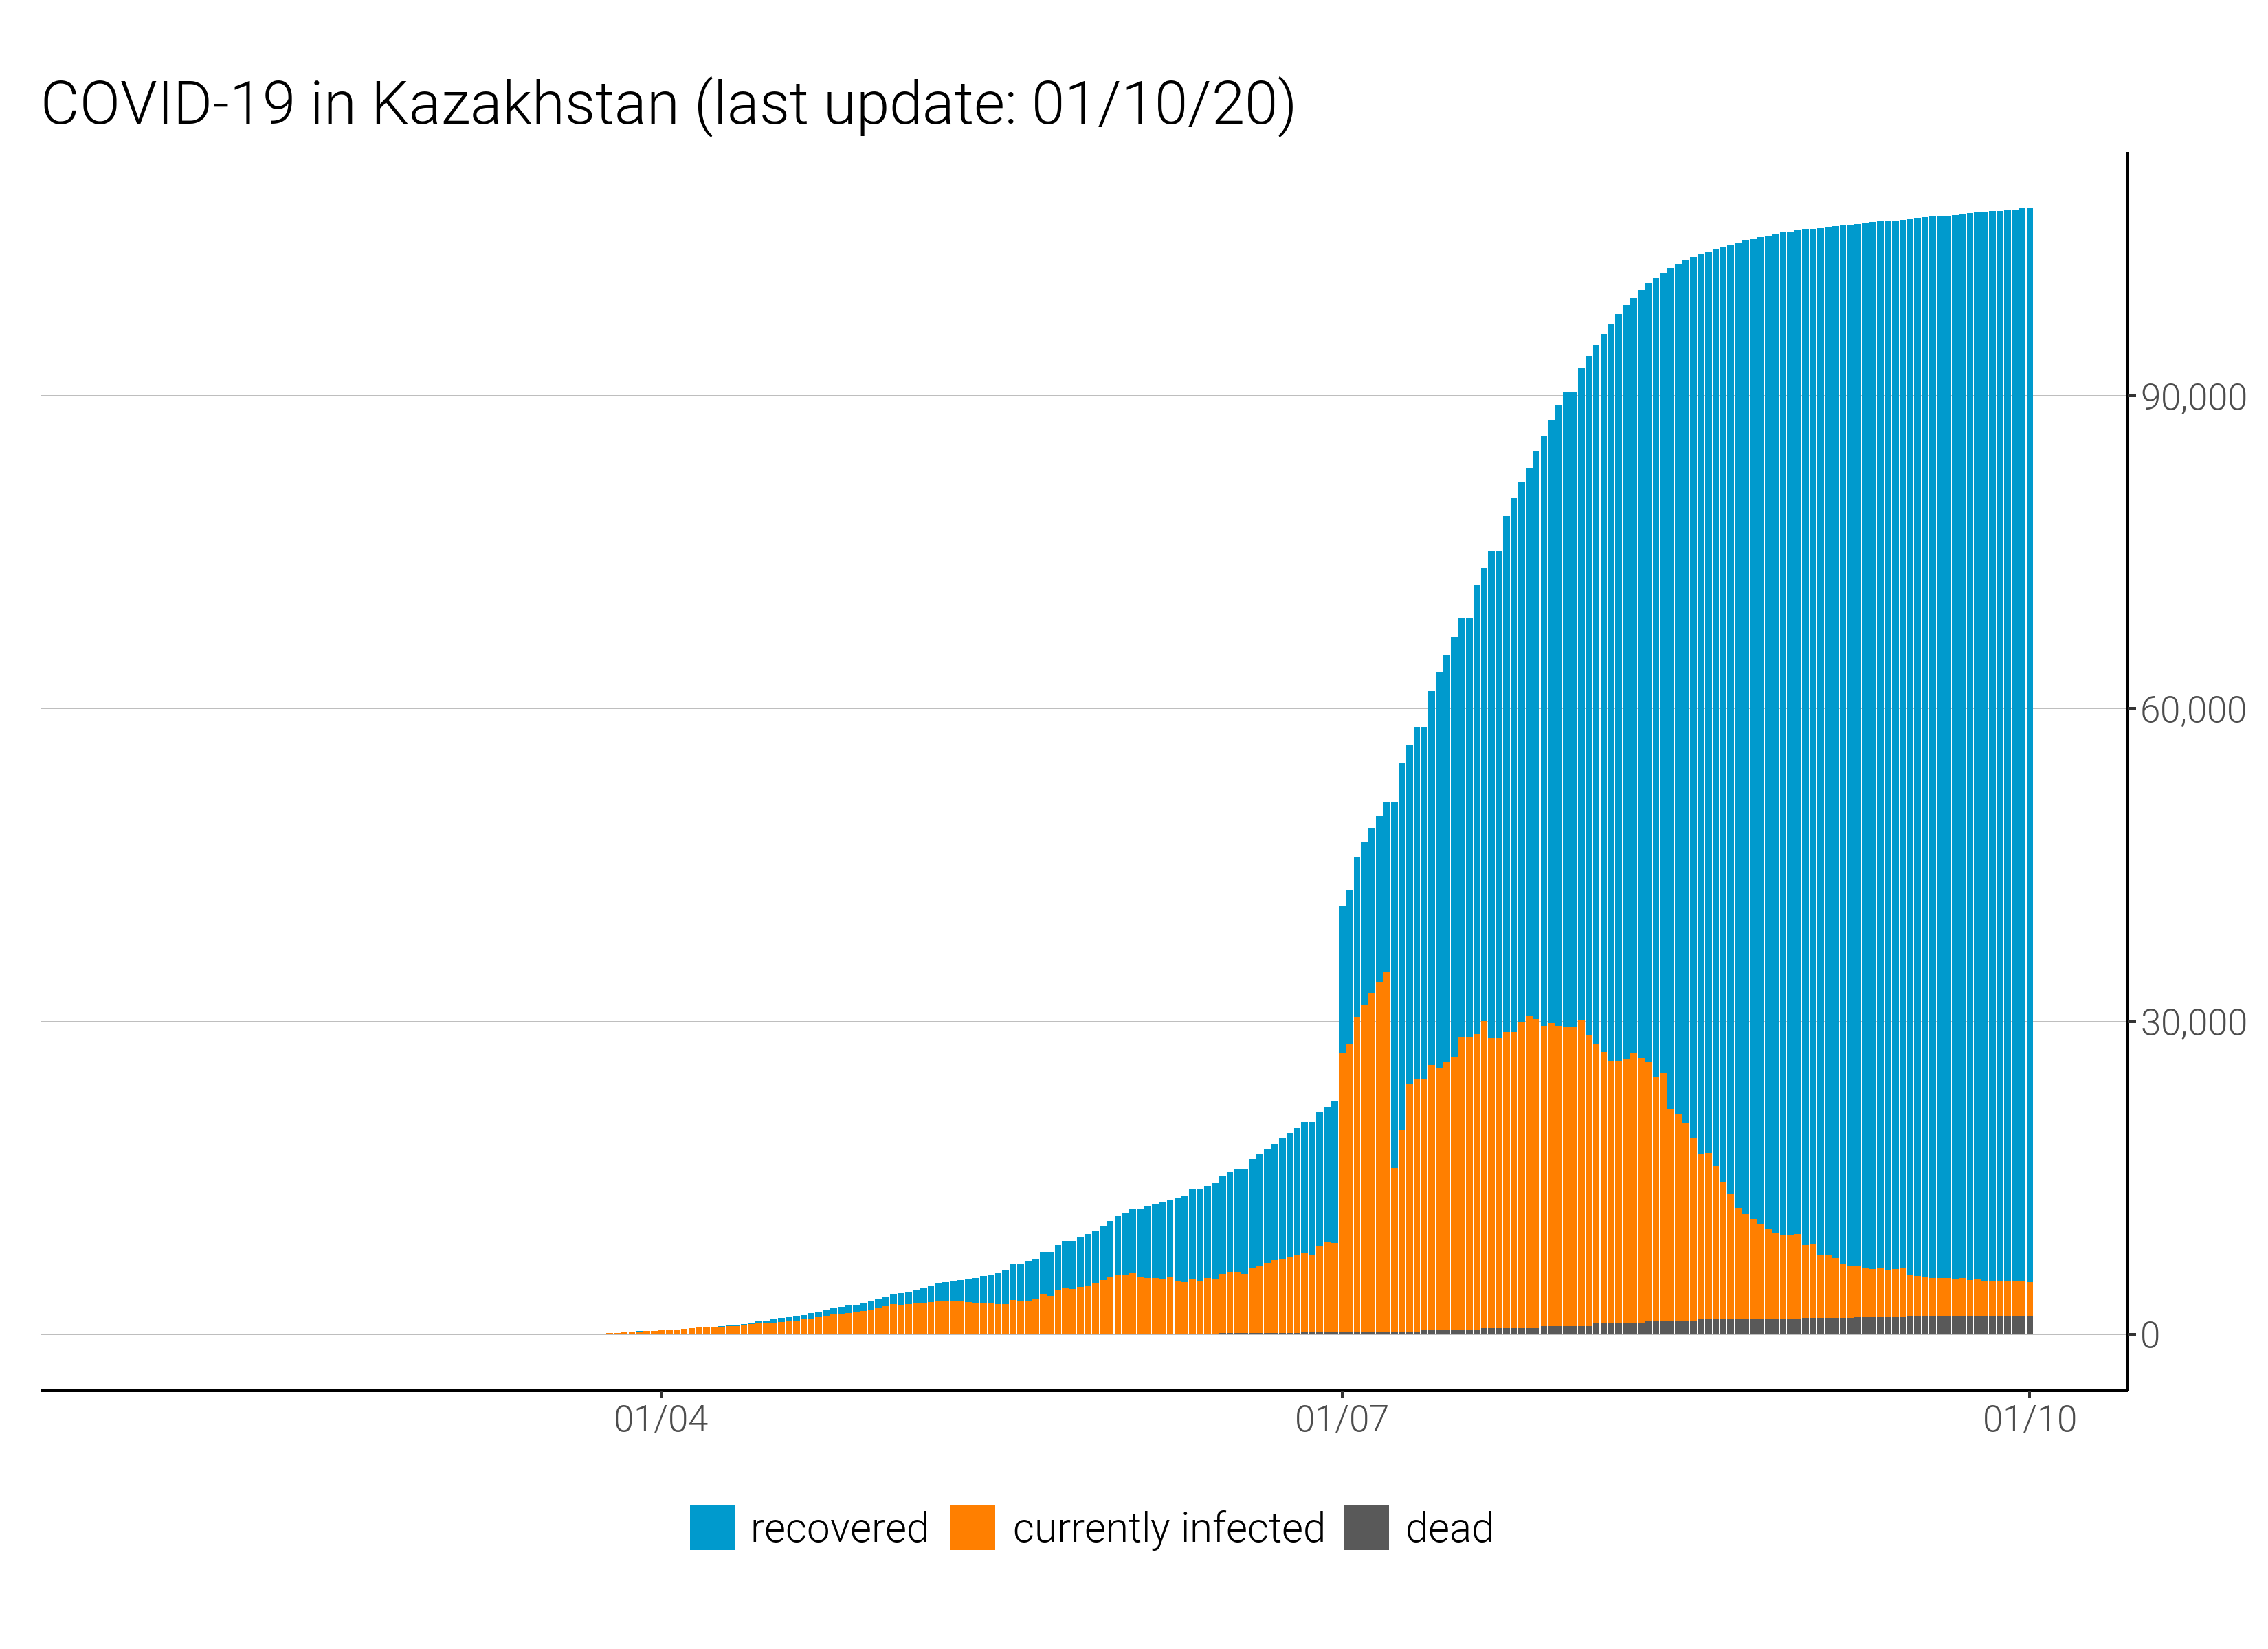 COVID-19 in Kazakhstan (last update: 01/10/20)
90,000
60,000
30,000
0
01/04 01/07 01/10
recovered currently infected dead